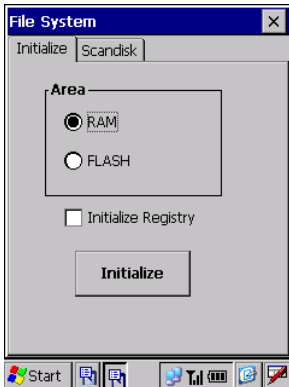 File System
Initialize Scandisk
Area
RAM
FLASH
Initialize Registry
Initialize
Start